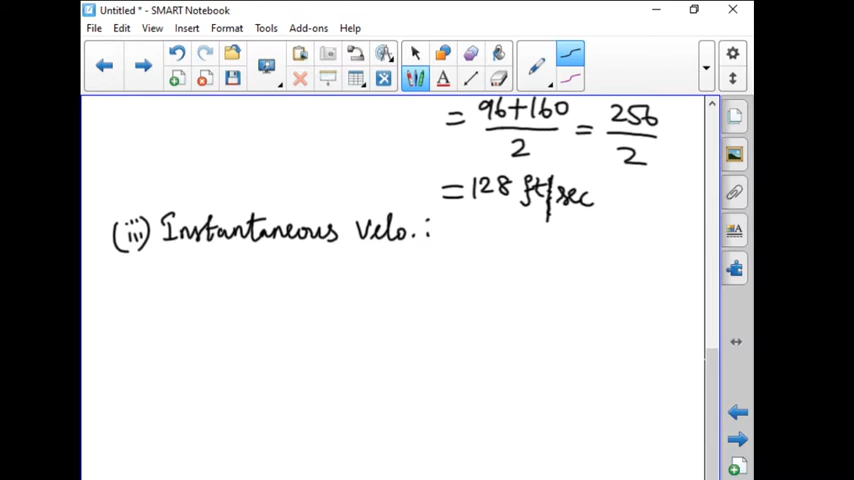 Untitled * - SMART Notebook
File Edit View Insert Format Tools Add-ons Help
= 96+160 / 2 = 256 / 2
= 128 ft/sec
(iii) Instantaneous Velo. :